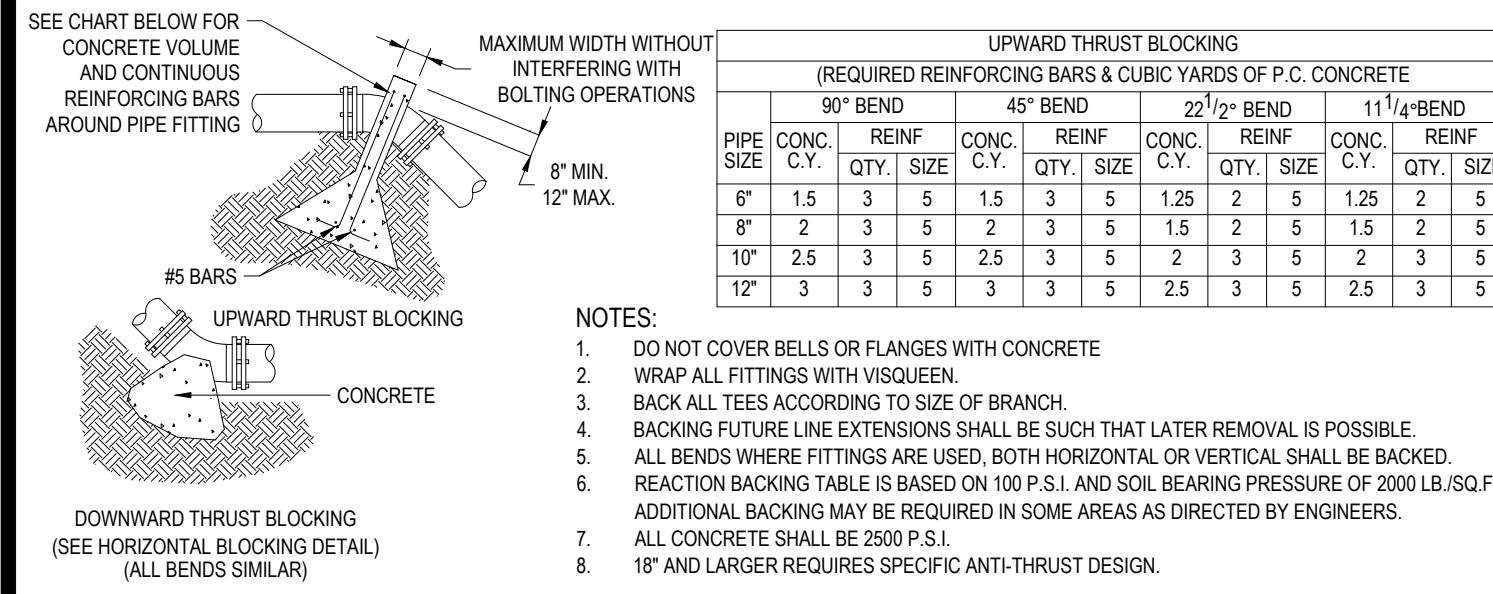 SEE CHART BELOW FOR
CONCRETE VOLUME
AND CONTINUOUS
REINFORCING BARS
AROUND PIPE FITTING
MAXIMUM WIDTH WITHOUT
INTERFERING WITH
BOLTING OPERATIONS
8" MIN.
12" MAX.
#5 BARS
UPWARD THRUST BLOCKING
CONCRETE
DOWNWARD THRUST BLOCKING
(SEE HORIZONTAL BLOCKING DETAIL)
(ALL BENDS SIMILAR)
UPWARD THRUST BLOCKING
(REQUIRED REINFORCING BARS & CUBIC YARDS OF P.C. CONCRETE
90° BEND 45° BEND 22 1/2° BEND 11 1/4°BEND
PIPE CONC. REINF CONC. REINF CONC. REINF CONC. REINF
SIZE C.Y. QTY. SIZE C.Y. QTY. SIZE C.Y. QTY. SIZE C.Y. QTY. SIZE
6" 1.5 3 5 1.5 3 5 1.25 2 5 1.25 2 5
8" 2 3 5 2 3 5 1.5 2 5 1.5 2 5
10" 2.5 3 5 2.5 3 5 2 3 5 2 3 5
12" 3 3 5 3 3 5 2.5 3 5 2.5 3 5
NOTES:
1. DO NOT COVER BELLS OR FLANGES WITH CONCRETE
2. WRAP ALL FITTINGS WITH VISQUEEN.
3. BACK ALL TEES ACCORDING TO SIZE OF BRANCH.
4. BACKING FUTURE LINE EXTENSIONS SHALL BE SUCH THAT LATER REMOVAL IS POSSIBLE.
5. ALL BENDS WHERE FITTINGS ARE USED, BOTH HORIZONTAL OR VERTICAL SHALL BE BACKED.
6. REACTION BACKING TABLE IS BASED ON 100 P.S.I. AND SOIL BEARING PRESSURE OF 2000 LB./SQ.F
ADDITIONAL BACKING MAY BE REQUIRED IN SOME AREAS AS DIRECTED BY ENGINEERS.
7. ALL CONCRETE SHALL BE 2500 P.S.I.
8. 18" AND LARGER REQUIRES SPECIFIC ANTI-THRUST DESIGN.